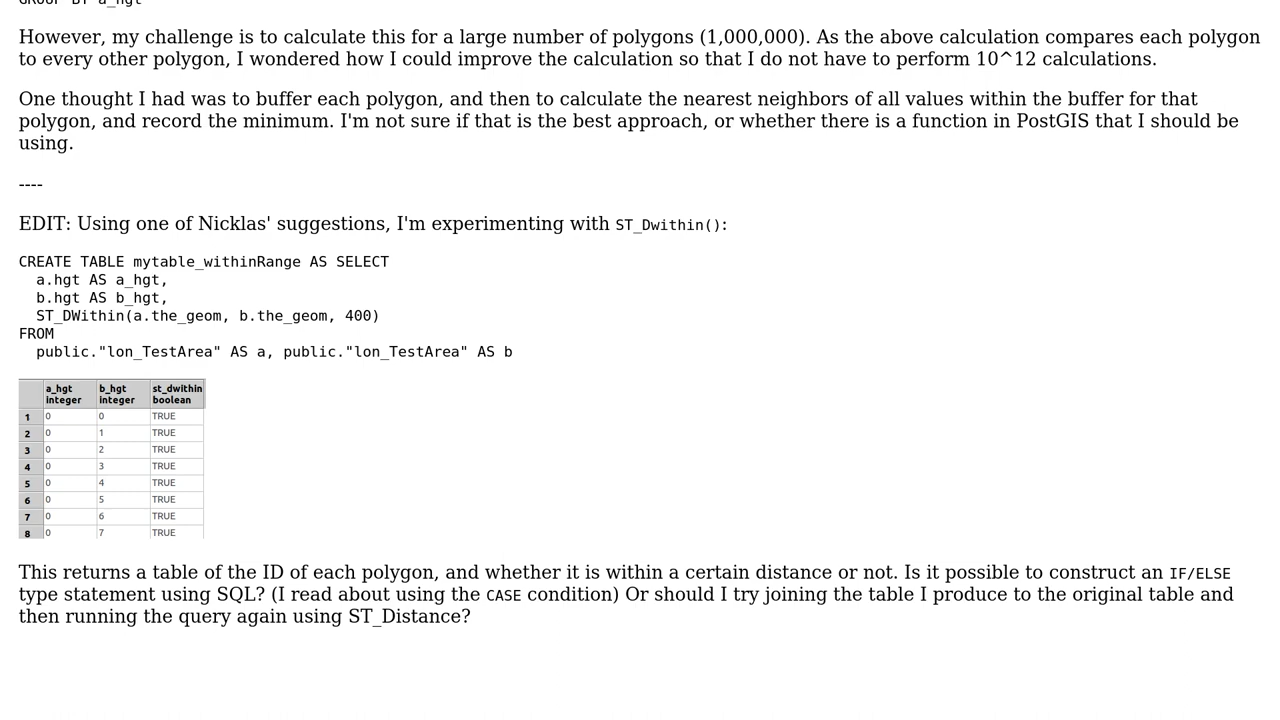 GROUP BY a_hgt
However, my challenge is to calculate this for a large number of polygons (1,000,000). As the above calculation compares each polygon
to every other polygon, I wondered how I could improve the calculation so that I do not have to perform 10^12 calculations.
One thought I had was to buffer each polygon, and then to calculate the nearest neighbors of all values within the buffer for that
polygon, and record the minimum. I'm not sure if that is the best approach, or whether there is a function in PostGIS that I should be
using.
----
EDIT: Using one of Nicklas' suggestions, I'm experimenting with ST_Dwithin():
CREATE TABLE mytable_withinRange AS SELECT
a.hgt AS a_hgt,
b.hgt AS b_hgt,
ST_DWithin(a.the_geom, b.the_geom, 400)
FROM
public."lon_TestArea" AS a, public."lon_TestArea" AS b
a_hgt b_hgt st_dwithin
integer integer boolean
1 0 0 TRUE
2 0 1 TRUE
3 0 2 TRUE
4 0 3 TRUE
5 0 4 TRUE
6 0 5 TRUE
7 0 6 TRUE
8 0 7 TRUE
This returns a table of the ID of each polygon, and whether it is within a certain distance or not. Is it possible to construct an IF/ELSE
type statement using SQL? (I read about using the CASE condition) Or should I try joining the table I produce to the original table and
then running the query again using ST_Distance?